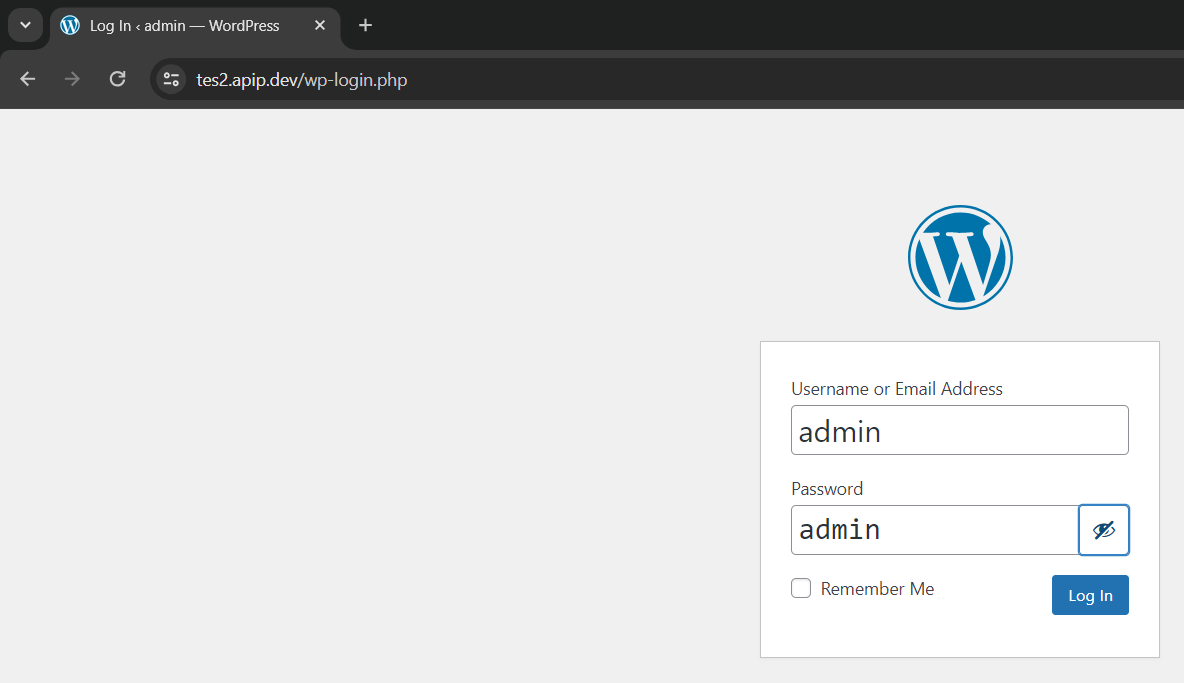 Log In ‹ admin — WordPress
tes2.apip.dev/wp-login.php
Username or Email Address
admin
Password
admin
Remember Me
Log In